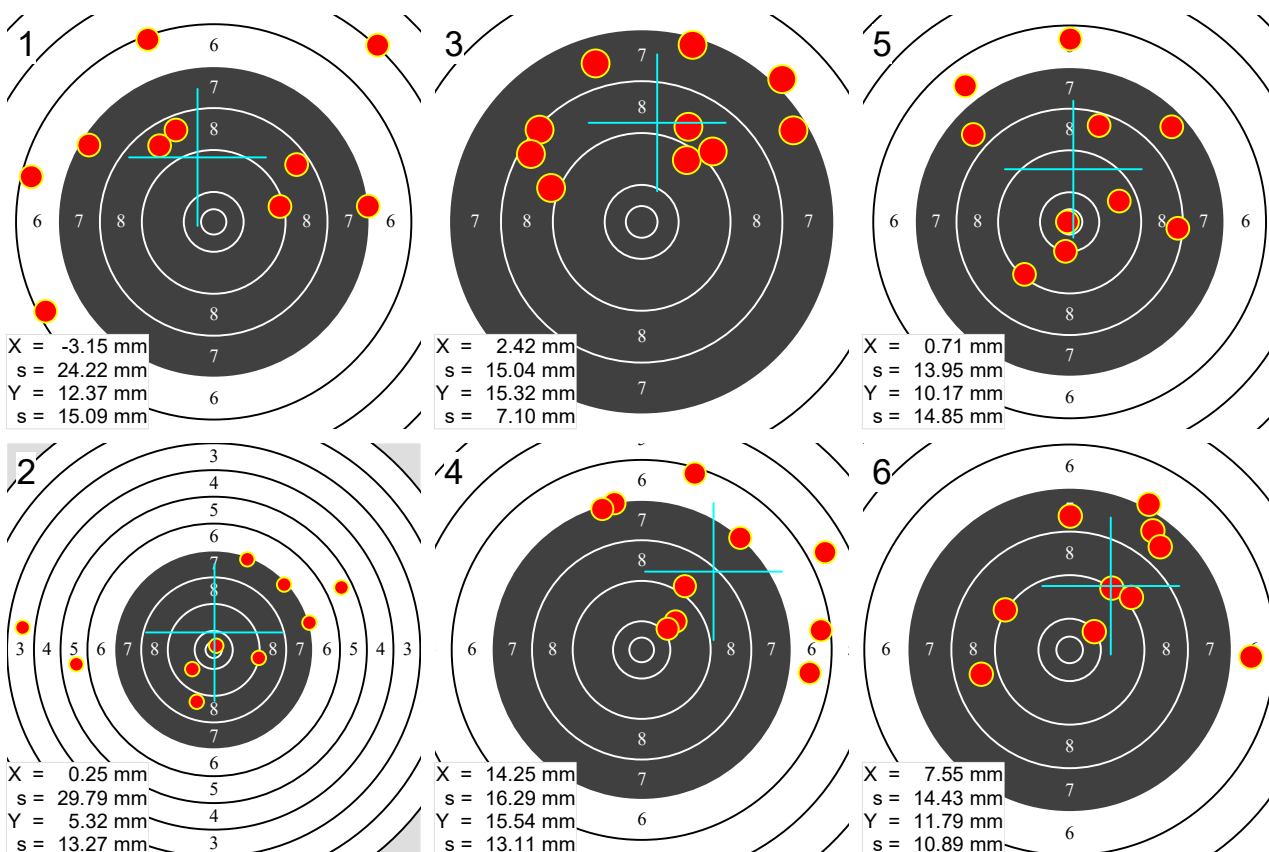 1
6
7
8
6 7 8 8 7 6
8
7
6
X = -3.15 mm
s = 24.22 mm
Y = 12.37 mm
s = 15.09 mm
3
7
8
7 8 8 7
8
7
X = 2.42 mm
s = 15.04 mm
Y = 15.32 mm
s = 7.10 mm
5
7
8
6 7 8 8 7 6
8
7
6
X = 0.71 mm
s = 13.95 mm
Y = 10.17 mm
s = 14.85 mm
2
3
4
5
6
7
8
3 4 5 6 7 8 8 7 6 5 4 3
8
7
6
5
4
3
X = 0.25 mm
s = 29.79 mm
Y = 5.32 mm
s = 13.27 mm
4
6
7
8
6 7 8 8 7 6
8
7
6
X = 14.25 mm
s = 16.29 mm
Y = 15.54 mm
s = 13.11 mm
6
6
8
6 7 8 8 7
8
7
6
X = 7.55 mm
s = 14.43 mm
Y = 11.79 mm
s = 10.89 mm